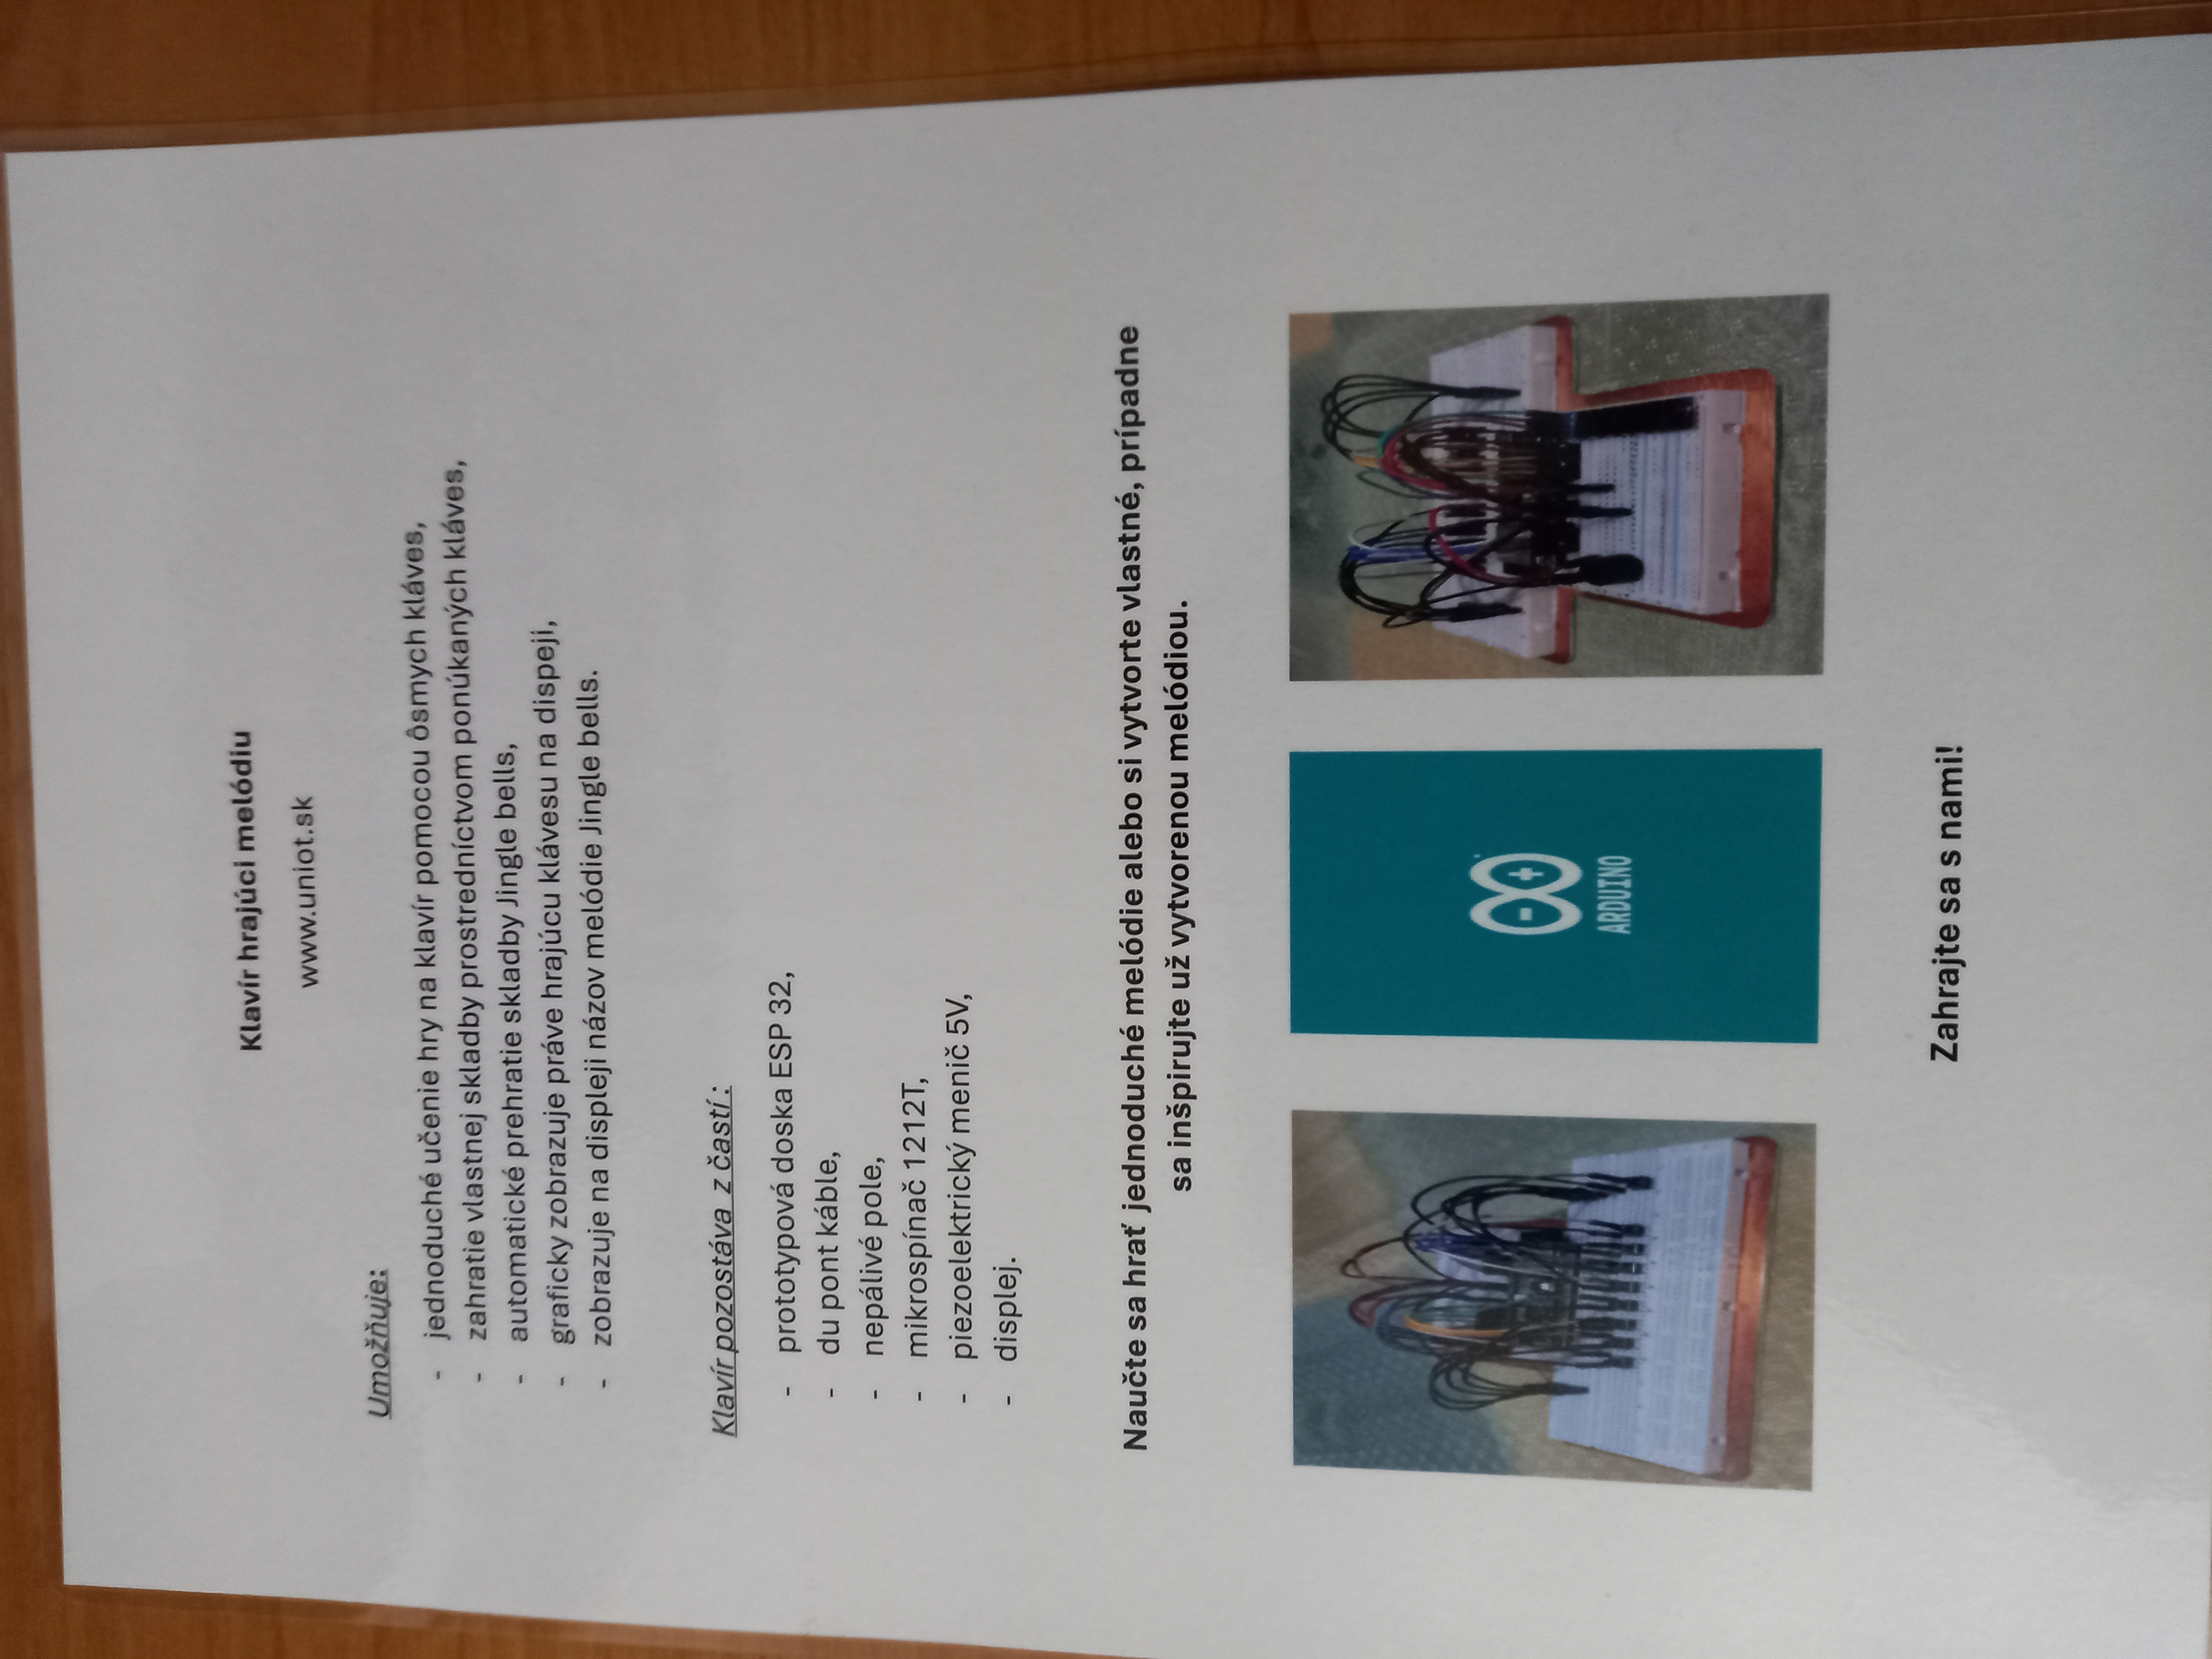 Klavír hrajúci melódiu
www.uniot.sk
Umožňuje:
- jednoduché učenie hry na klavír pomocou ôsmych kláves,
- zahratie vlastnej skladby prostredníctvom ponúkaných kláves,
- automatické prehratie skladby Jingle bells,
- graficky zobrazuje práve hrajúcu klávesu na dispeji,
- zobrazuje na displeji názov melódie Jingle bells.
Klavír pozostáva z častí :
- prototypová doska ESP 32,
- du pont káble,
- nepálivé pole,
- mikrospínač 1212T,
- piezoelektrický menič 5V,
- displej.
Naučte sa hrať jednoduché melódie alebo si vytvorte vlastné, prípadne
sa inšpirujte už vytvorenou melódiou.
ARDUINO
Zahrajte sa s nami!